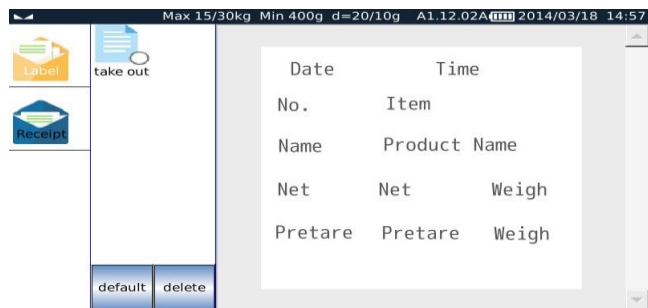 Max 15/30kg Min 400g d=20/10g A1.12.02A 2014/03/18 14:57
Label
take out
Receipt
Date Time
No. Item
Name Product Name
Net Net Weigh
Pretare Pretare Weigh
default delete